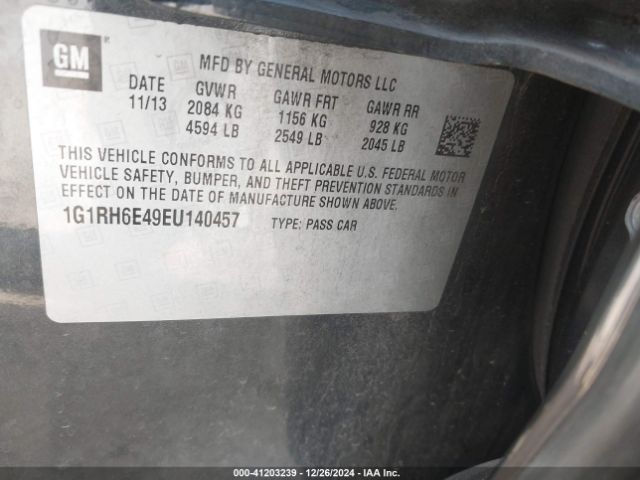 GM
MFD BY GENERAL MOTORS LLC
DATE GVWR GAWR FRT GAWR RR
11/13 2084 KG 1156 KG 928 KG
4594 LB 2549 LB 2045 LB
THIS VEHICLE CONFORMS TO ALL APPLICABLE U.S. FEDERAL MOTOR
VEHICLE SAFETY, BUMPER, AND THEFT PREVENTION STANDARDS IN
EFFECT ON THE DATE OF MANUFACTURE SHOWN ABOVE.
1G1RH6E49EU140457 TYPE: PASS CAR
000-41203239 - 12/26/2024 - IAA Inc.